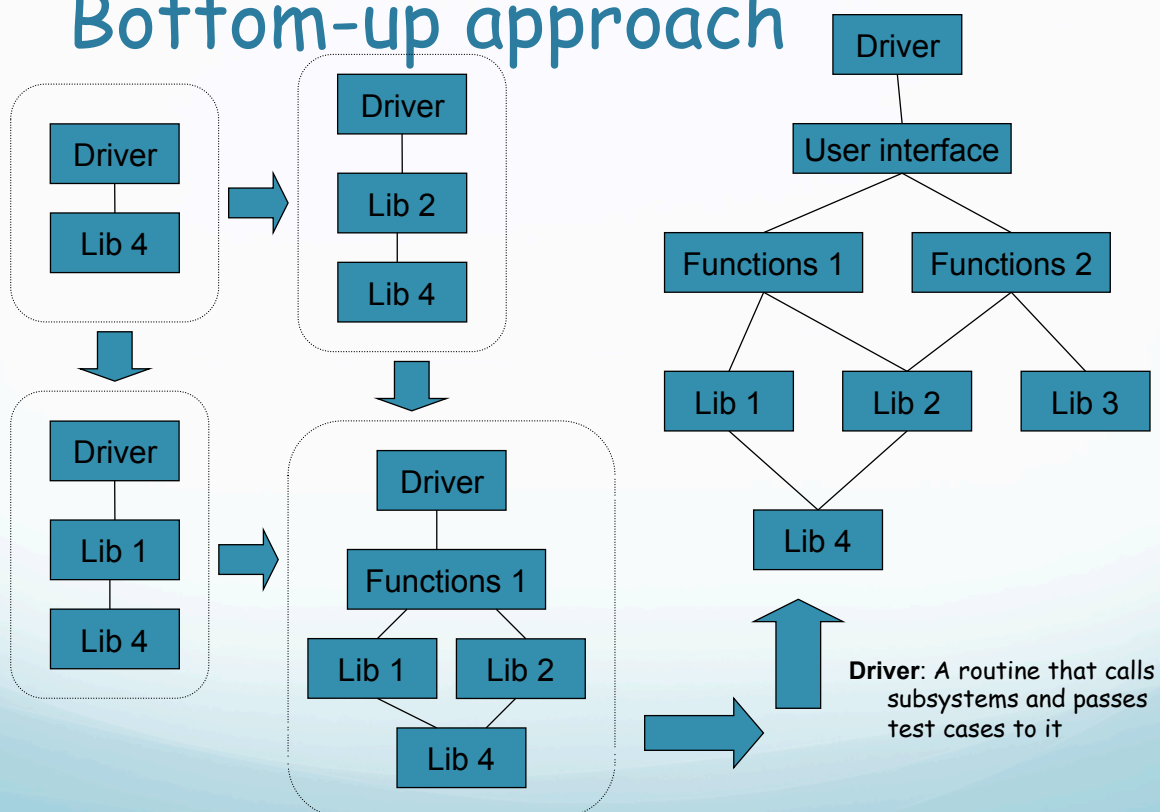 Bottom-up approach
Driver
Lib 4
Driver
Lib 2
Lib 4
Driver
Lib 1
Lib 4
Driver
Functions 1
Lib 1 Lib 2
Lib 4
Driver
User interface
Functions 1 Functions 2
Lib 1 Lib 2 Lib 3
Lib 4
Driver: A routine that calls
subsystems and passes
test cases to it